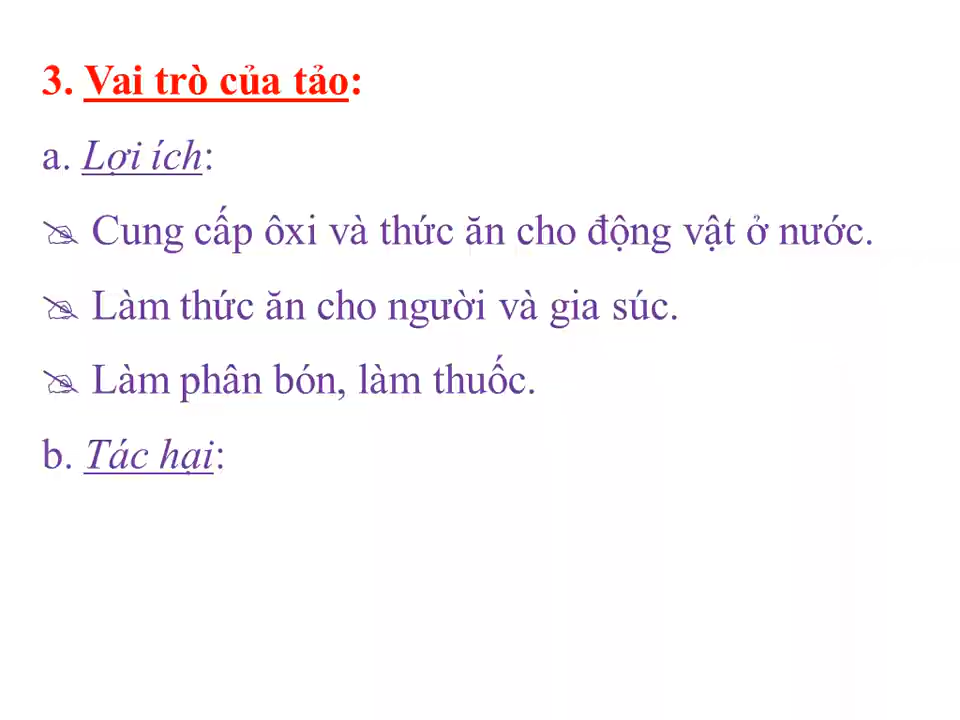 3. Vai trò của tảo:
a. Lợi ích:
Cung cấp ôxi và thức ăn cho động vật ở nước.
Làm thức ăn cho người và gia súc.
Làm phân bón, làm thuốc.
b. Tác hại: